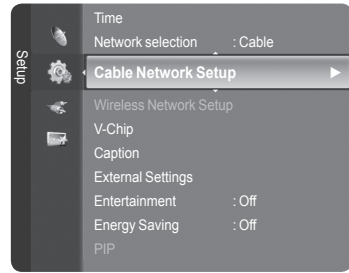 Setup
Time
Network selection : Cable
Cable Network Setup
Wireless Network Setup
V-Chip
Caption
External Settings
Entertainment : Off
Energy Saving : Off
PIP